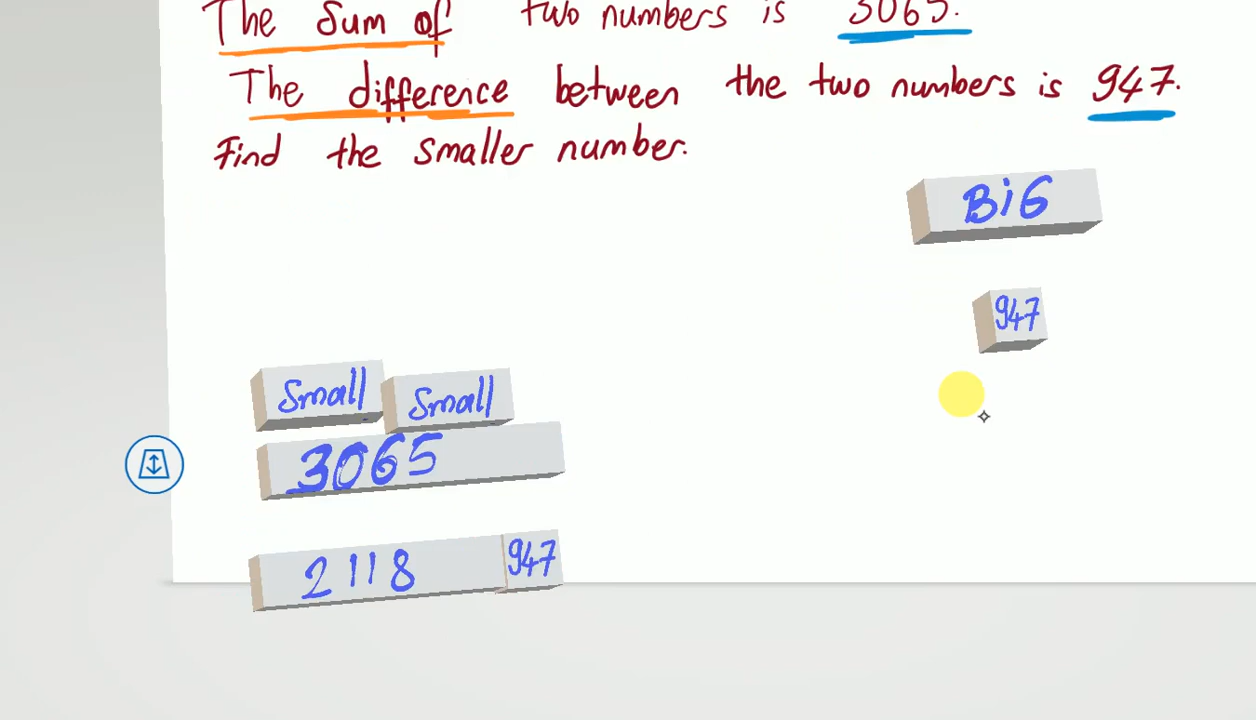 The Sum of two numbers is 3065.
The difference between the two numbers is 947.
Find the smaller number.
BiG
947
Small Small
3065
2118 947